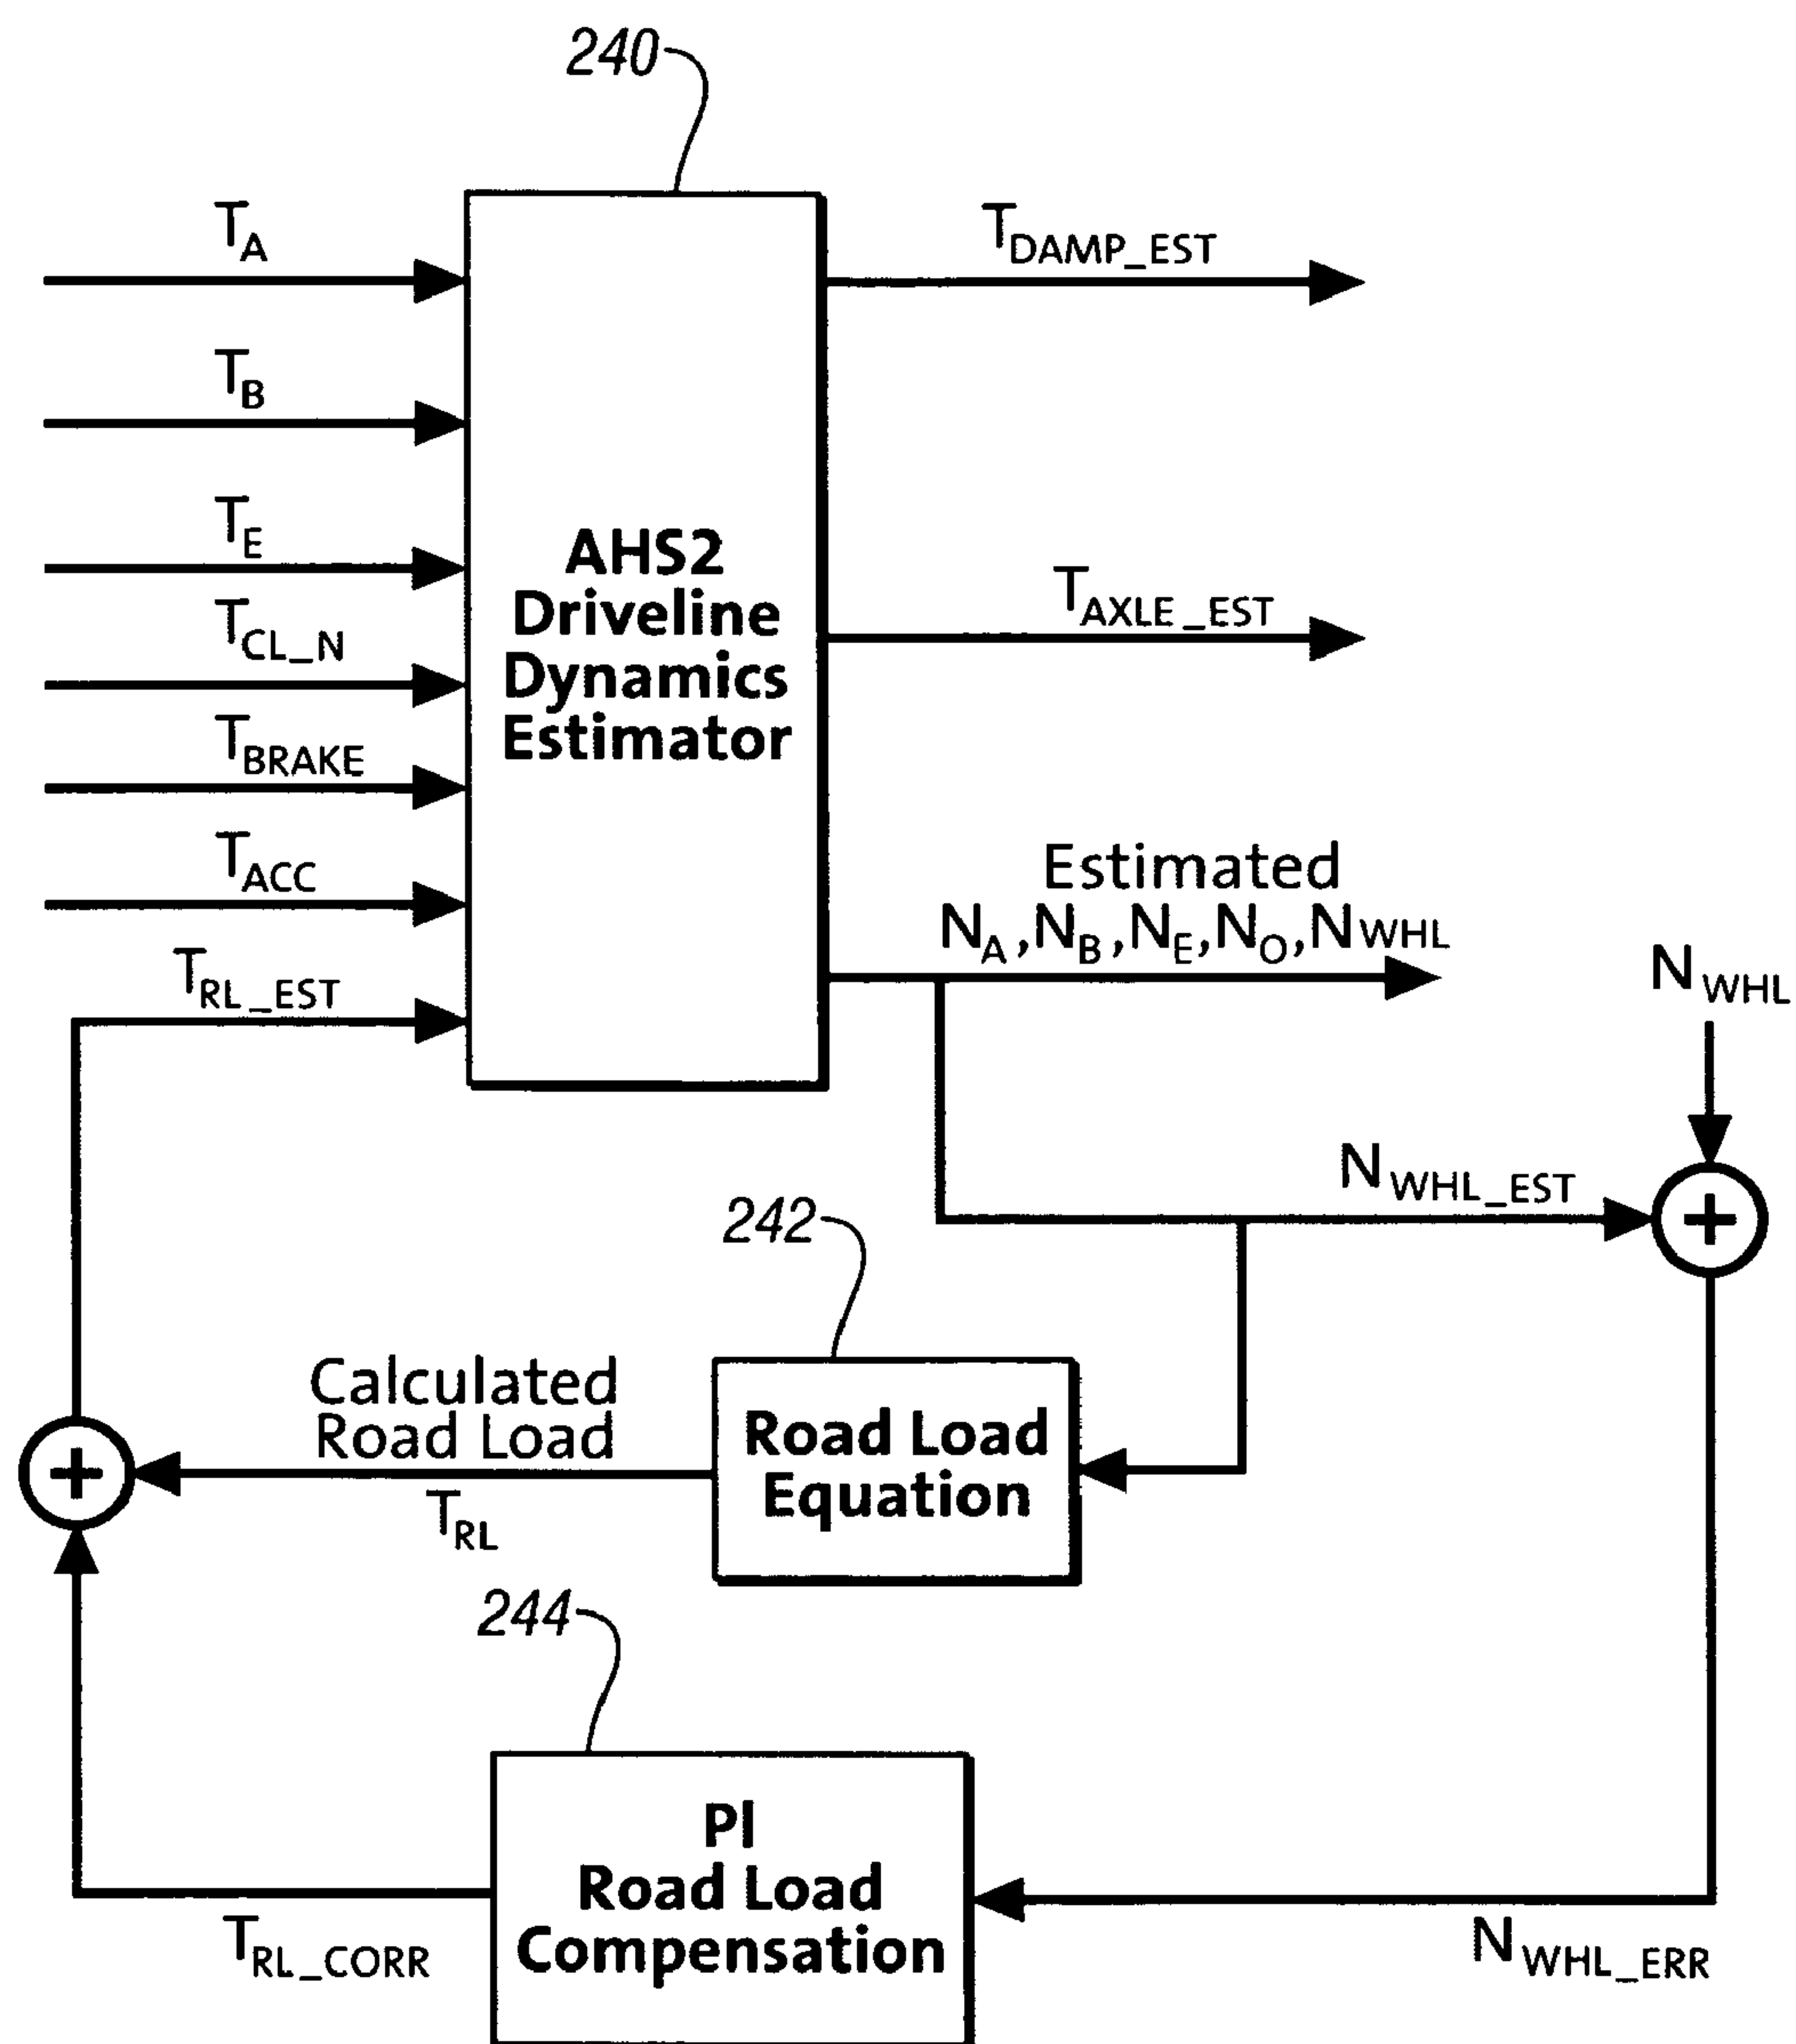 240
T_A
T_DAMP_EST
T_B
T_E
AHS2
Driveline
Dynamics
Estimator
T_CL_N
T_AXLE_EST
T_BRAKE
T_ACC
Estimated
N_A,N_B,N_E,N_O,NWHL
T_RL_EST
N_WHL
N_WHL_EST
242
Calculated
Road Load
T_RL
Road Load
Equation
244
PI
Road Load
Compensation
T_RL_CORR
N_WHL_ERR